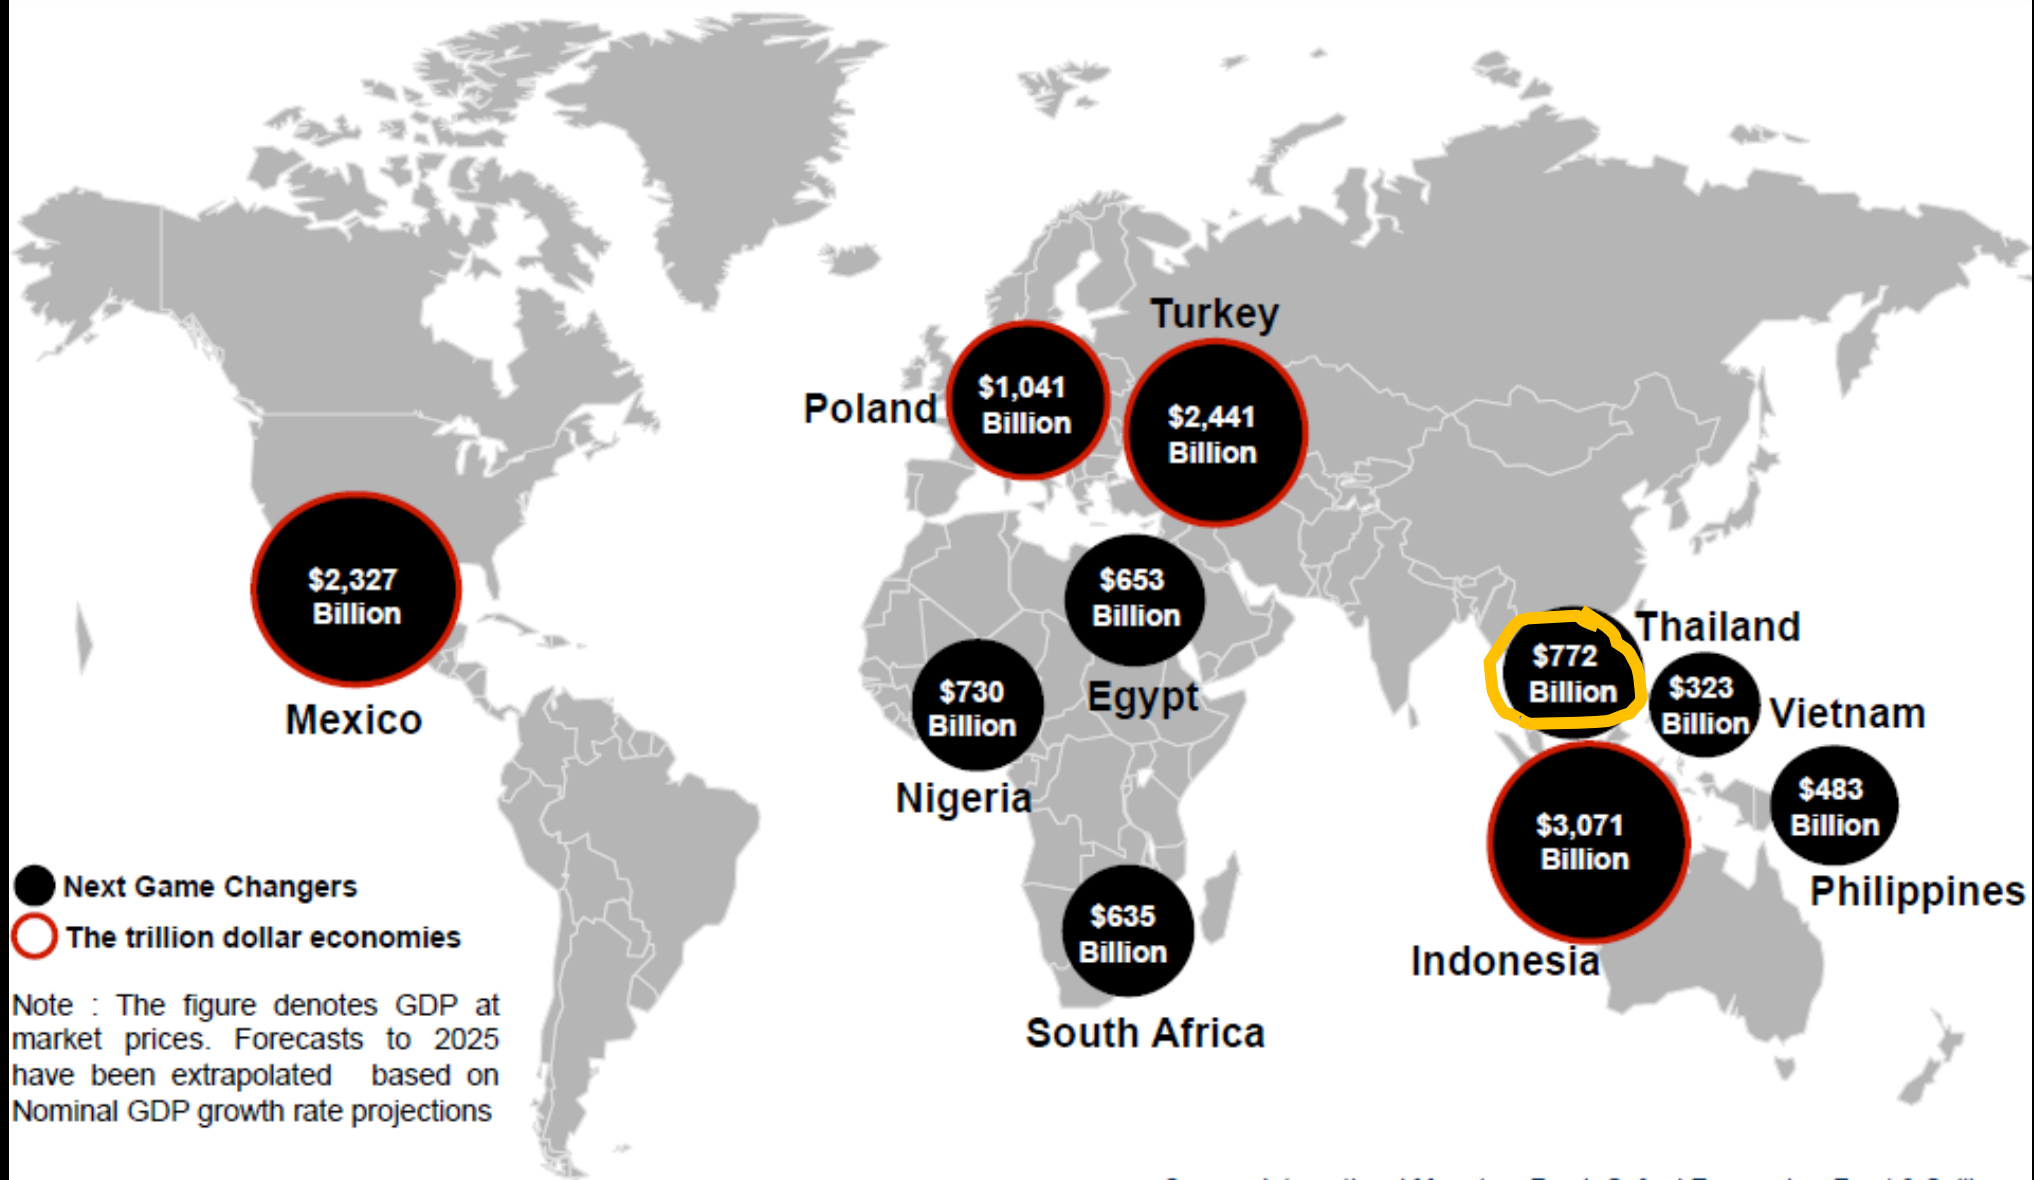 Turkey
$1,041
Billion
Poland
$2,441
Billion
$2,327
Billion
Mexico
$653
Billion
Egypt
$730
Billion
Nigeria
Thailand
$772
Billion
$323
Billion
Vietnam
$483
Billion
Philippines
$3,071
Billion
Indonesia
$635
Billion
South Africa
Next Game Changers
The trillion dollar economies
Note : The figure denotes GDP at
market prices. Forecasts to 2025
have been extrapolated based on
Nominal GDP growth rate projections